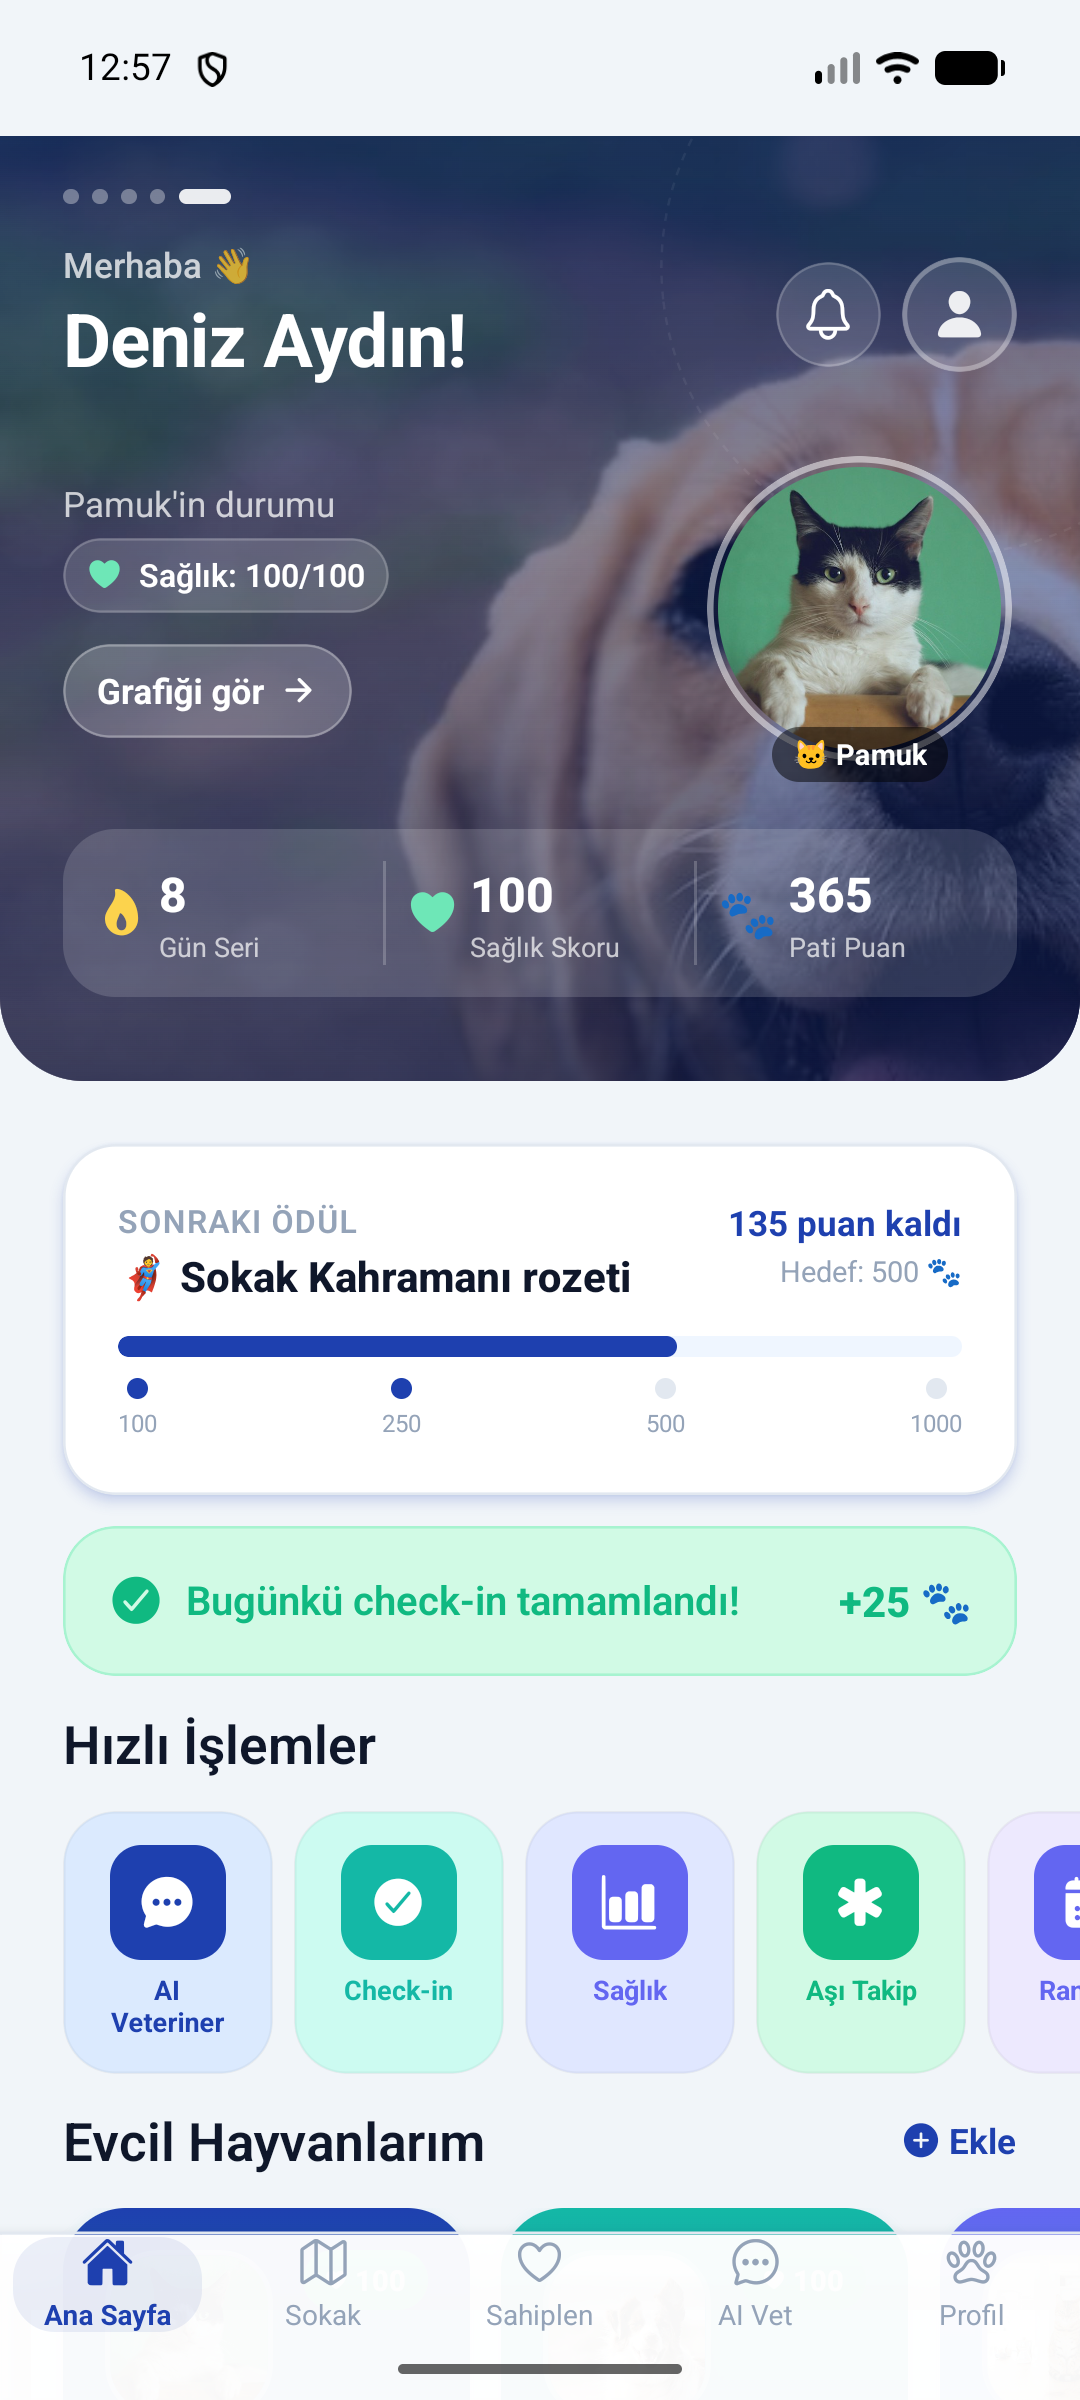 12:57
Merhaba 👋
Deniz Aydın!
Pamuk'in durumu
Sağlık: 100/100
Grafiği gör →
🐱 Pamuk
8
Gün Seri
100
Sağlık Skoru
365
Pati Puan
SONRAKI ÖDÜL
135 puan kaldı
🦸 Sokak Kahramanı rozeti
Hedef: 500 🐾
100
250
500
1000
Bugünkü check-in tamamlandı!
+25 🐾
Hızlı İşlemler
AI
Veteriner
Check-in
Sağlık
Aşı Takip
Ran
Evcil Hayvanlarım
Ekle
100
100
Ana Sayfa
Sokak
Sahiplen
AI Vet
Profil